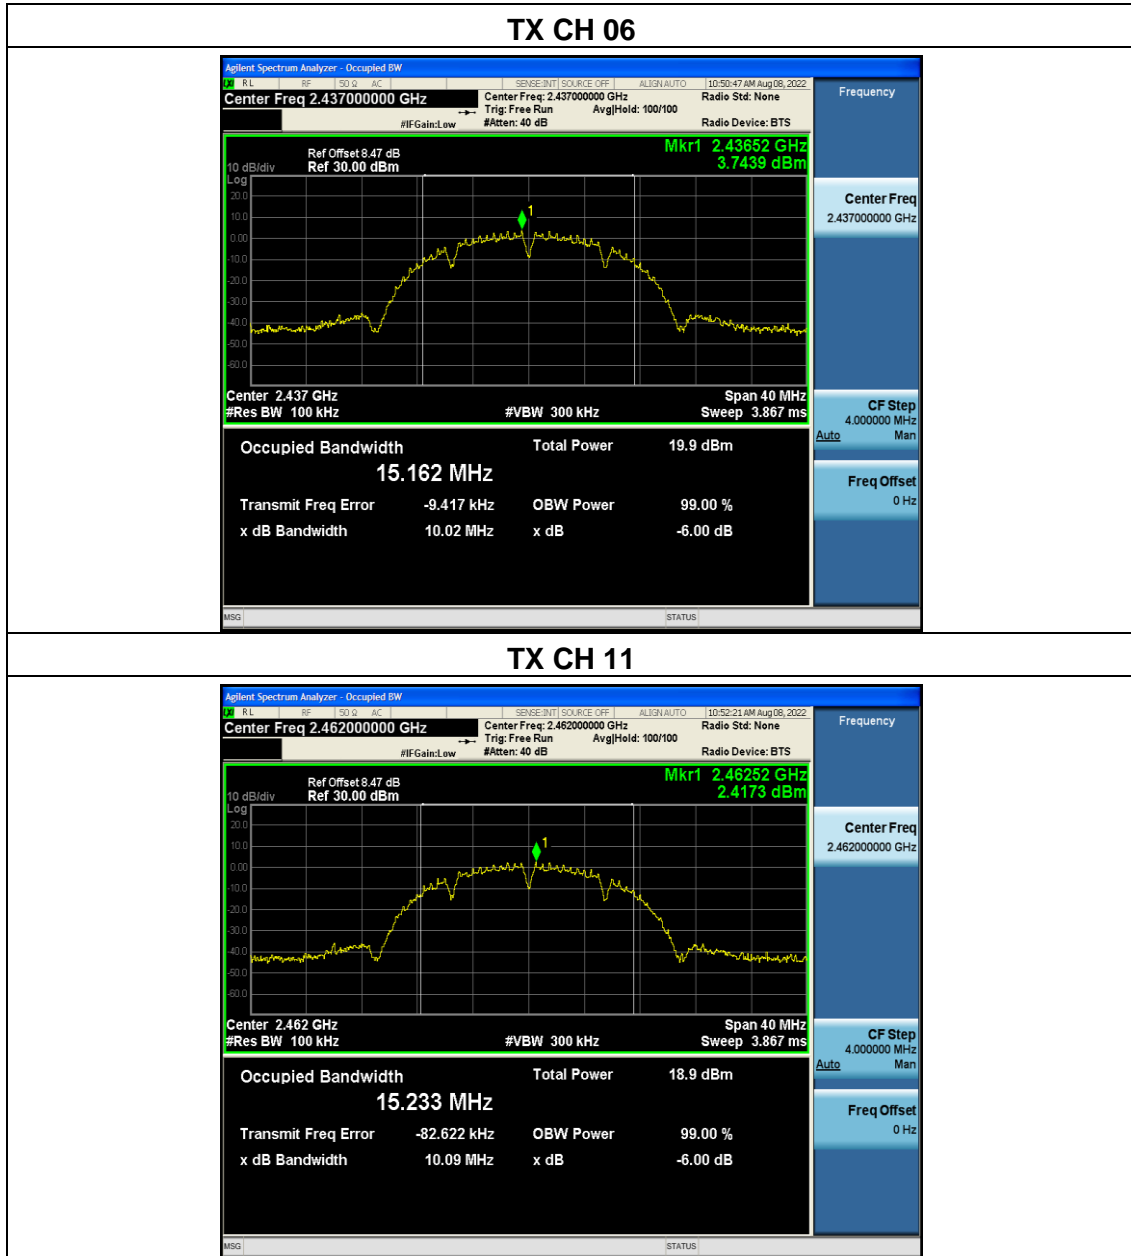 TX CH 06
Agilent Spectrum Analyzer - Occupied BW
LXI RL RF 50 Ω AC SENSE:INT SOURCE OFF ALIGN AUTO 10:50:47 AM Aug 08, 2022
Center Freq 2.437000000 GHz
Center Freq: 2.437000000 GHz
Radio Std: None
Trig: Free Run Avg|Hold: 100/100
#IFGain:Low #Atten: 40 dB Radio Device: BTS
Frequency
Mkr1 2.43652 GHz
3.7439 dBm
Ref Offset 8.47 dB
10 dB/div Ref 30.00 dBm
Log
20.0
10.0
0.00
-10.0
-20.0
-30.0
-40.0
-50.0
-60.0
1
Center 2.437 GHz Span 40 MHz
#Res BW 100 kHz #VBW 300 kHz Sweep 3.867 ms
Center Freq
2.437000000 GHz
CF Step
4.000000 MHz
Auto Man
Freq Offset
0 Hz
Occupied Bandwidth Total Power 19.9 dBm
15.162 MHz
Transmit Freq Error -9.417 kHz OBW Power 99.00 %
x dB Bandwidth 10.02 MHz x dB -6.00 dB
MSG STATUS
TX CH 11
Agilent Spectrum Analyzer - Occupied BW
LXI RL RF 50 Ω AC SENSE:INT SOURCE OFF ALIGN AUTO 10:52:21 AM Aug 08, 2022
Center Freq 2.462000000 GHz
Center Freq: 2.462000000 GHz
Radio Std: None
Trig: Free Run Avg|Hold: 100/100
#IFGain:Low #Atten: 40 dB Radio Device: BTS
Frequency
Mkr1 2.46252 GHz
2.4173 dBm
Ref Offset 8.47 dB
10 dB/div Ref 30.00 dBm
Log
20.0
10.0
0.00
-10.0
-20.0
-30.0
-40.0
-50.0
-60.0
1
Center 2.462 GHz Span 40 MHz
#Res BW 100 kHz #VBW 300 kHz Sweep 3.867 ms
Center Freq
2.462000000 GHz
CF Step
4.000000 MHz
Auto Man
Freq Offset
0 Hz
Occupied Bandwidth Total Power 18.9 dBm
15.233 MHz
Transmit Freq Error -82.622 kHz OBW Power 99.00 %
x dB Bandwidth 10.09 MHz x dB -6.00 dB
MSG STATUS